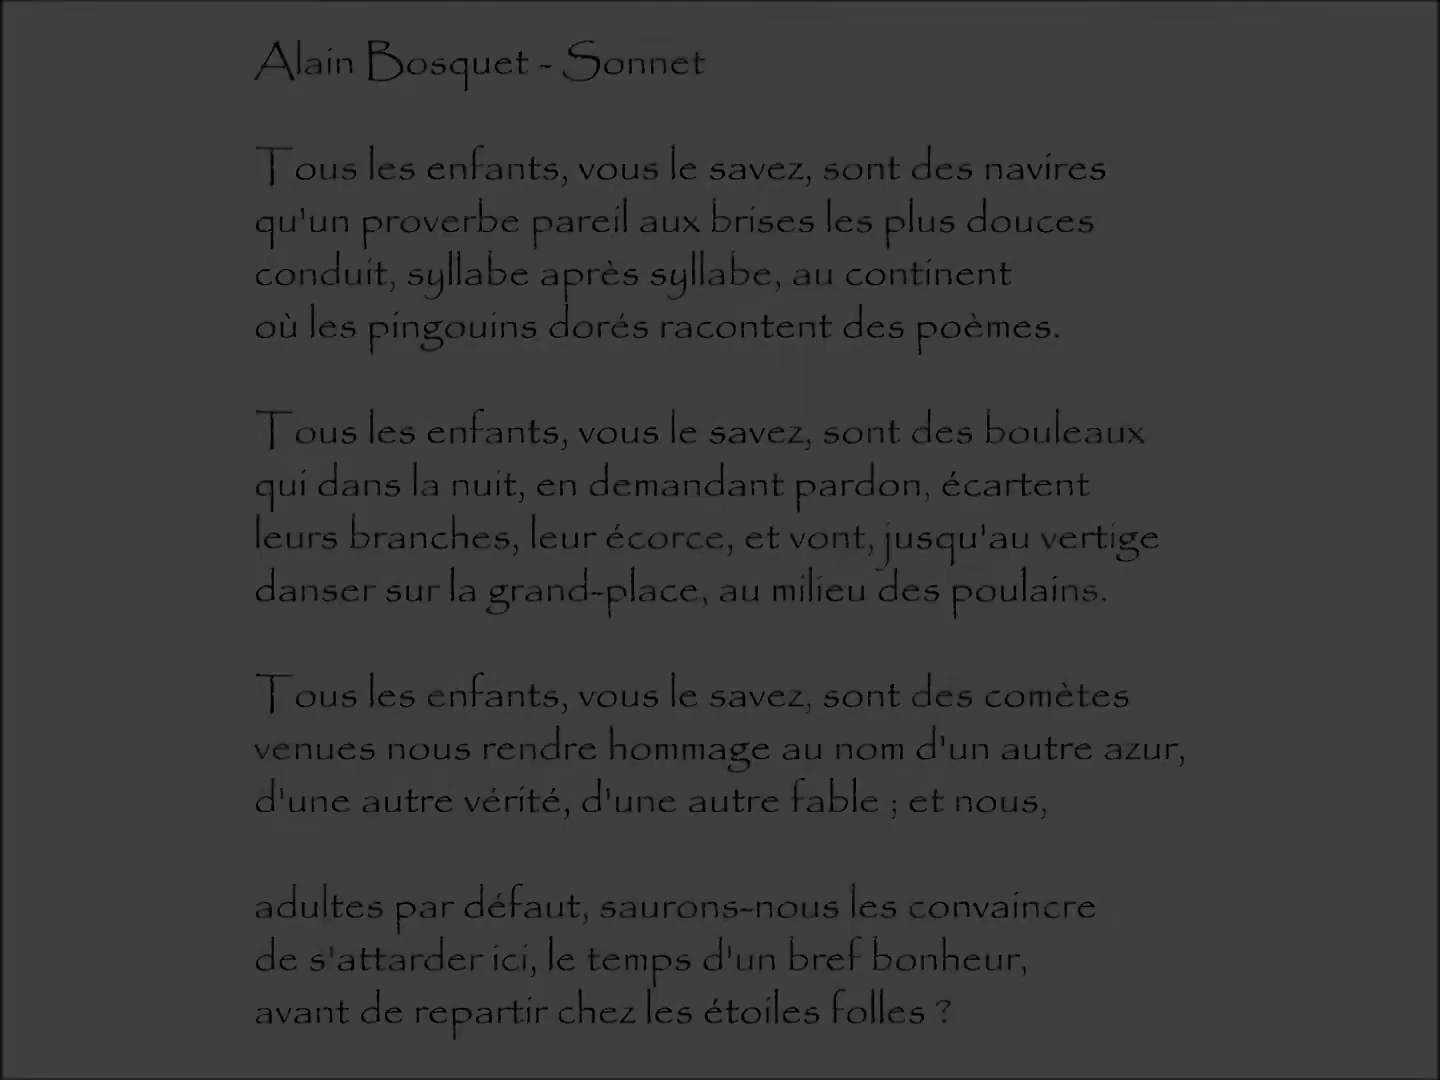 Alain Bosquet - Sonnet
Tous les enfants, vous le savez, sont des navires
qu'un proverbe pareil aux brises les plus douces
conduit, syllabe après syllabe, au continent
où les pingouins dorés racontent des poèmes.
Tous les enfants, vous le savez, sont des bouleaux
qui dans la nuit, en demandant pardon, écartent
leurs branches, leur écorce, et vont, jusqu'au vertige
danser sur la grand-place, au milieu des poulains.
Tous les enfants, vous le savez, sont des comètes
venues nous rendre hommage au nom d'un autre azur,
d'une autre vérité, d'une autre fable ; et nous,
adultes par défaut, saurons-nous les convaincre
de s'attarder ici, le temps d'un bref bonheur,
avant de repartir chez les étoiles folles ?